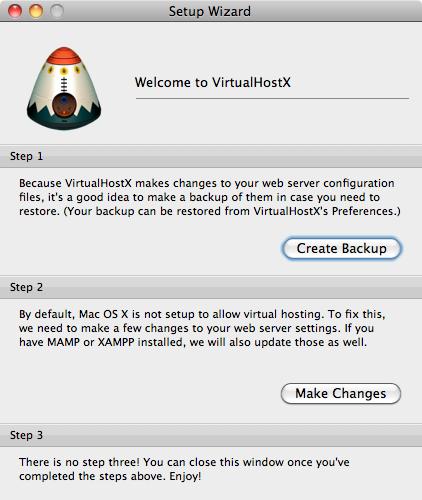 Setup Wizard
Welcome to VirtualHostX
Step 1
Because VirtualHostX makes changes to your web server configuration
files, it's a good idea to make a backup of them in case you need to
restore. (Your backup can be restored from VirtualHostX's Preferences.)
Create Backup
Step 2
By default, Mac OS X is not setup to allow virtual hosting. To fix this,
we need to make a few changes to your web server settings. If you
have MAMP or XAMPP installed, we will also update those as well.
Make Changes
Step 3
There is no step three! You can close this window once you've
completed the steps above. Enjoy!